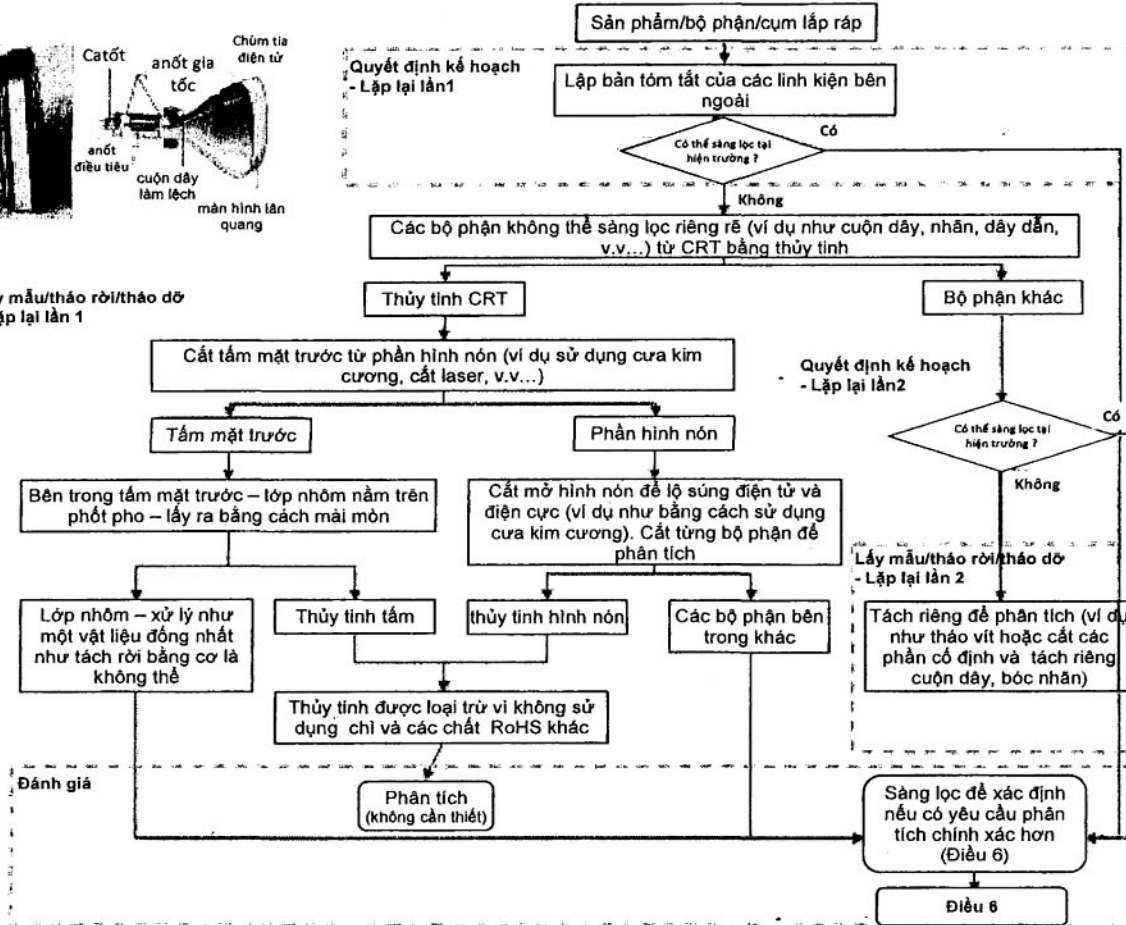 Sản phẩm/bộ phận/cụm lắp ráp
Catốt
anốt gia
tốc
Chùm tia
điện tử
anốt
điều tiêu
cuộn dây
làm lệch
màn hình lân
quang
Quyết định kế hoạch
- Lặp lại lần1
Lập bản tóm tắt của các linh kiện bên
ngoài
Có thể sàng lọc tại
hiện trường ?
Có
Không
Các bộ phận không thể sàng lọc riêng rẽ (ví dụ như cuộn dây, nhãn, dây dẫn,
v.v...) từ CRT bằng thủy tinh
mẫu/tháo rời/tháo dỡ
lại lần 1
Thủy tinh CRT
Bộ phận khác
Cắt tấm mặt trước từ phần hình nón (ví dụ sử dụng cưa kim
cương, cắt laser, v.v...)
Quyết định kế hoạch
- Lặp lại lần2
Có thể sàng lọc tại
hiện trường ?
Có
Không
Tấm mặt trước
Phần hình nón
Bên trong tấm mặt trước – lớp nhôm nằm trên
phốt pho – lấy ra bằng cách mài mòn
Cắt mở hình nón để lộ súng điện tử và
điện cực (ví dụ như bằng cách sử dụng
cưa kim cương). Cắt từng bộ phận để
phân tích
Lấy mẫu/tháo rời/tháo dỡ
- Lặp lại lần 2
Lớp nhôm – xử lý như
một vật liệu đồng nhất
như tách rời bằng cơ là
không thể
Thủy tinh tấm
thủy tinh hình nón
Các bộ phận bên
trong khác
Tách riêng để phân tích (ví dụ
như tháo vít hoặc cắt các
phần cố định và tách riêng
cuộn dây, bóc nhãn)
Thủy tinh được loại trừ vì không sử
dụng chì và các chất RoHS khác
Đánh giá
Phân tích
(không cần thiết)
Sàng lọc để xác định
nếu có yêu cầu phân
tích chính xác hơn
(Điều 6)
Điều 6